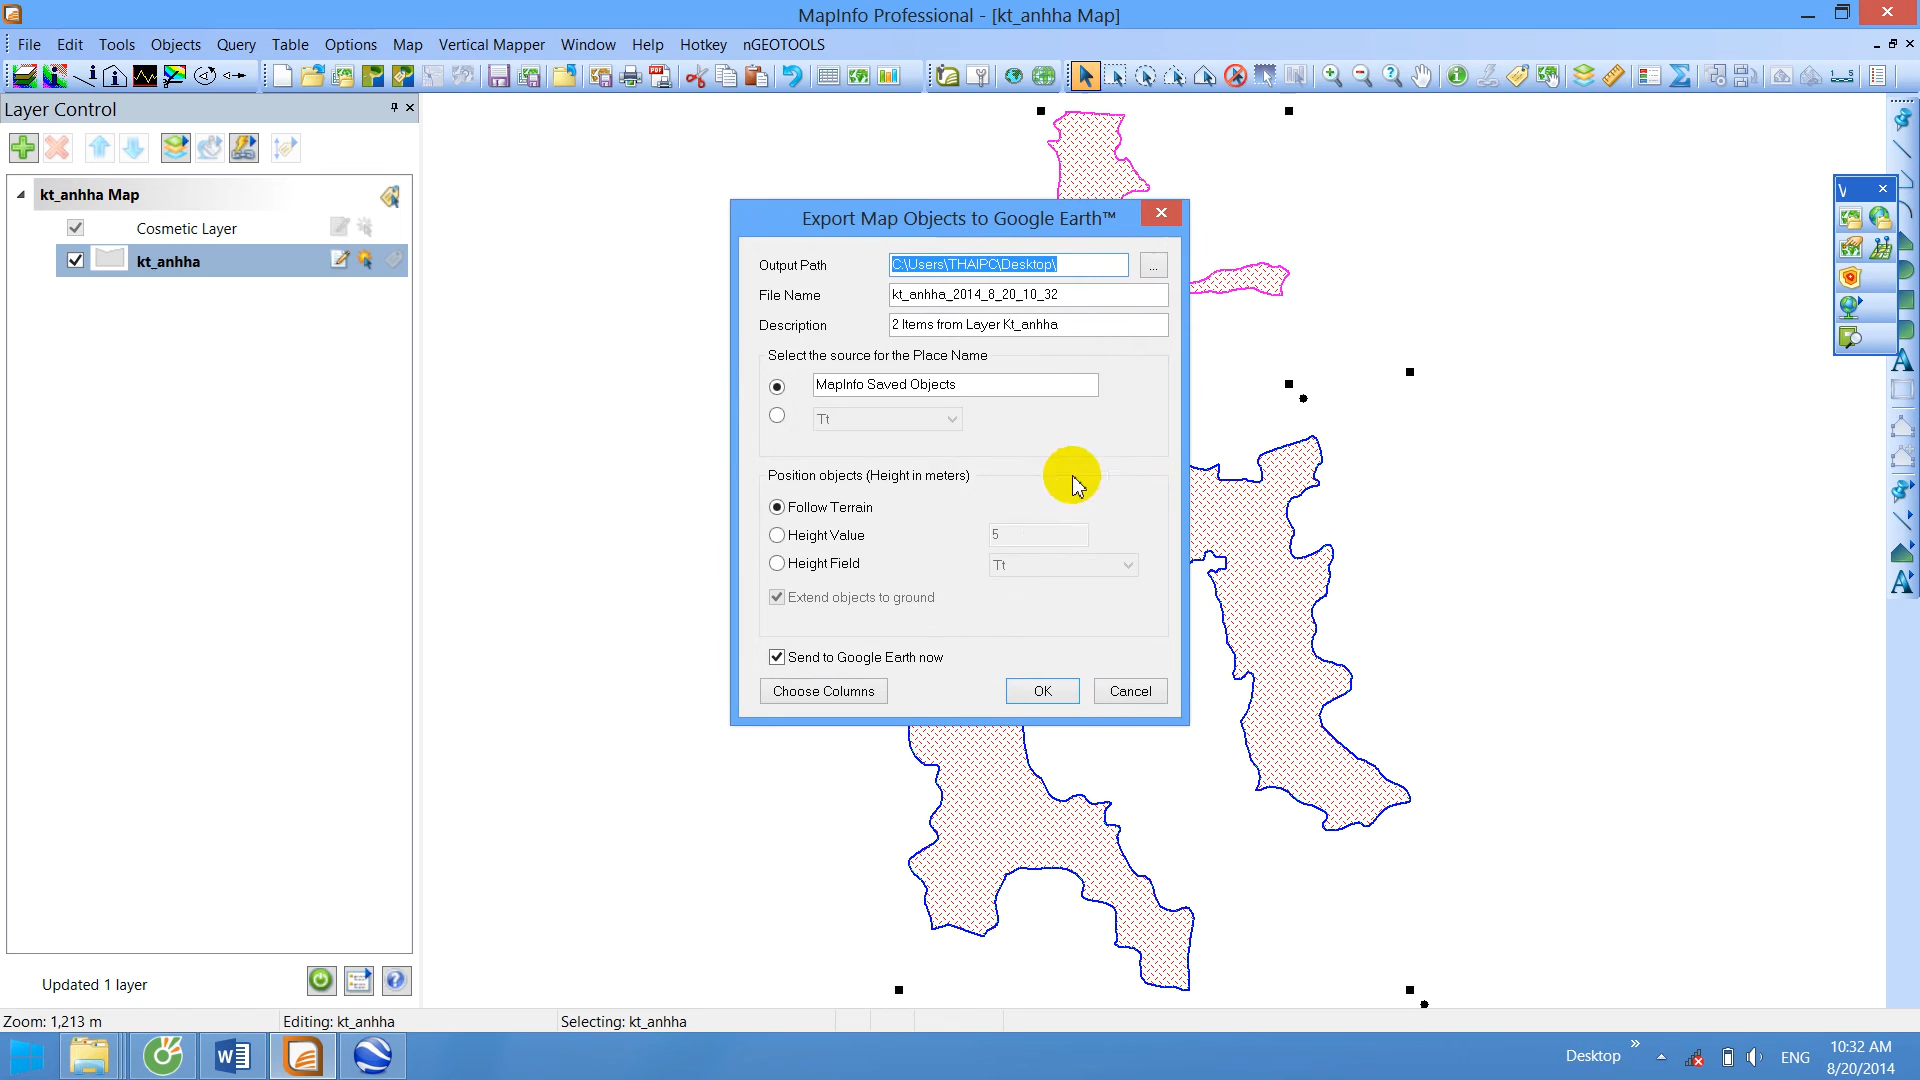 MapInfo Professional - [kt_anhha Map]
File Edit Tools Objects Query Table Options Map Vertical Mapper Window Help Hotkey nGEOTOOLS
Layer Control
kt_anhha Map
Cosmetic Layer
kt_anhha
Updated 1 layer
Export Map Objects to Google Earth™
Output Path C:\Users\THAIPC\Desktop\ ...
File Name kt_anhha_2014_8_20_10_32
Description 2 Items from Layer Kt_anhha
Select the source for the Place Name
MapInfo Saved Objects
Tt
Position objects (Height in meters)
Follow Terrain
Height Value 5
Height Field Tt
Extend objects to ground
Send to Google Earth now
Choose Columns OK Cancel
Zoom: 1,213 m Editing: kt_anhha Selecting: kt_anhha
Desktop ENG 10:32 AM
8/20/2014